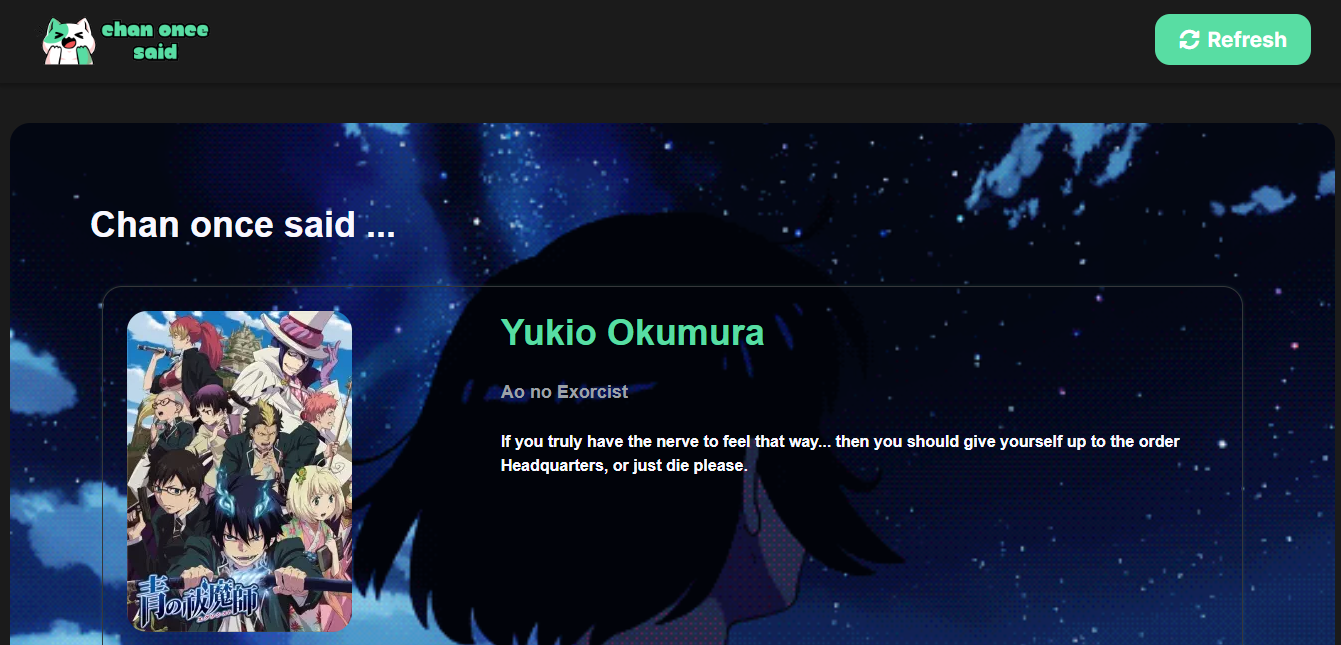 chan once
said
Refresh
Chan once said ...
Yukio Okumura
Ao no Exorcist
If you truly have the nerve to feel that way... then you should give yourself up to the order
Headquarters, or just die please.
青の祓魔師